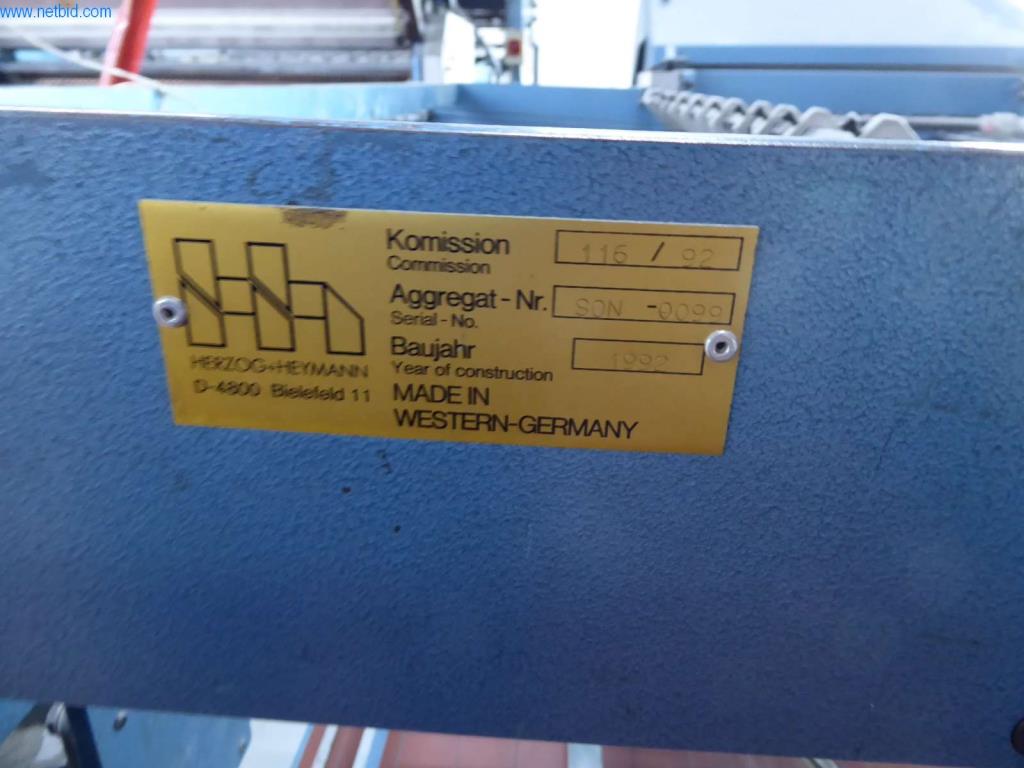 www.netbid.com
Komission 116 / 92
Commission
Aggregat-Nr. SON -0099
Serial-No.
Baujahr 1992
Year of construction
MADE IN
WESTERN-GERMANY
HERZOG+HEYMANN
D-4800 Bielefeld 11